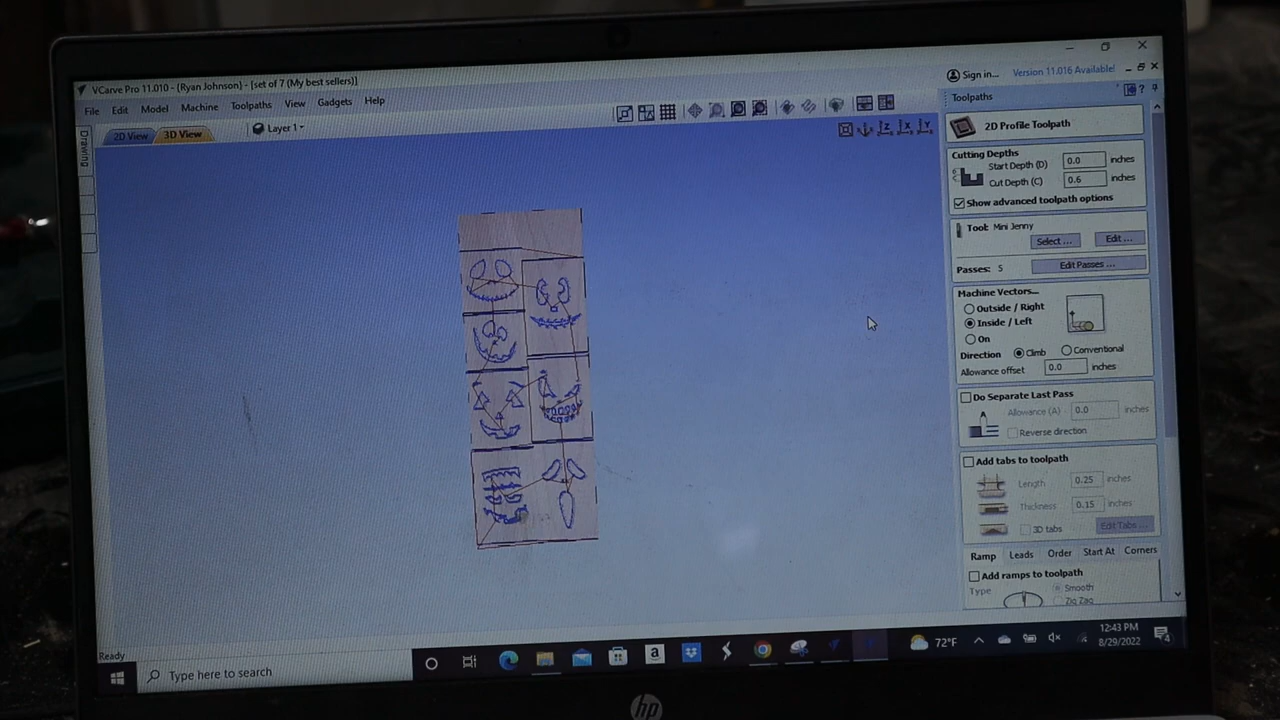 VCarve Pro 11.010 - {Ryan Johnson} - [set of 7 (My best sellers)]
File Edit Model Machine Toolpaths View Gadgets Help
Sign in... Version 11.016 Available!
2D View 3D View Layer 1
Drawing
Z X Y
Toolpaths
2D Profile Toolpath
Cutting Depths
Start Depth (D) 0.0 inches
Cut Depth (C) 0.6 inches
Show advanced toolpath options
Tool: Mini Jenny
Select ... Edit ...
Passes: 5 Edit Passes ...
Machine Vectors...
Outside / Right
Inside / Left
On
Direction Climb Conventional
Allowance offset 0.0 inches
Do Separate Last Pass
Allowance (A) 0.0 inches
Reverse direction
Add tabs to toolpath
Length 0.25 inches
Thickness 0.15 inches
3D tabs Edit Tabs ...
Ramp Leads Order Start At Corners
Add ramps to toolpath
Type Smooth
Zig Zag
Ready
Type here to search
a
72°F
12:43 PM
8/29/2022
4
hp